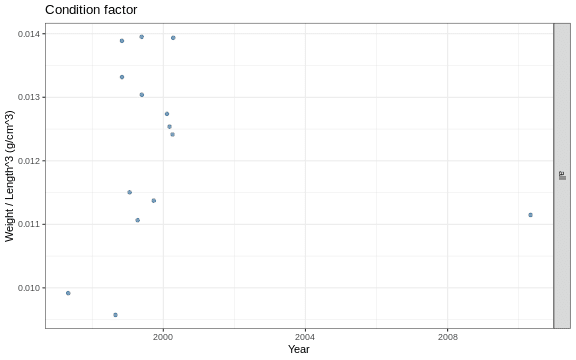 Condition factor
Weight / Length^3 (g/cm^3)
0.014
0.013
0.012
0.011
0.010
all
2000 2004 2008
Year